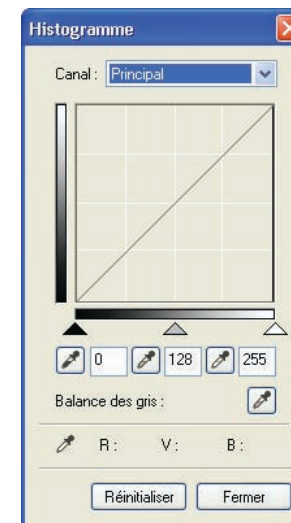 Histogramme
Canal : Principal
0 128 255
Balance des gris :
R : V : B :
Réinitialiser Fermer